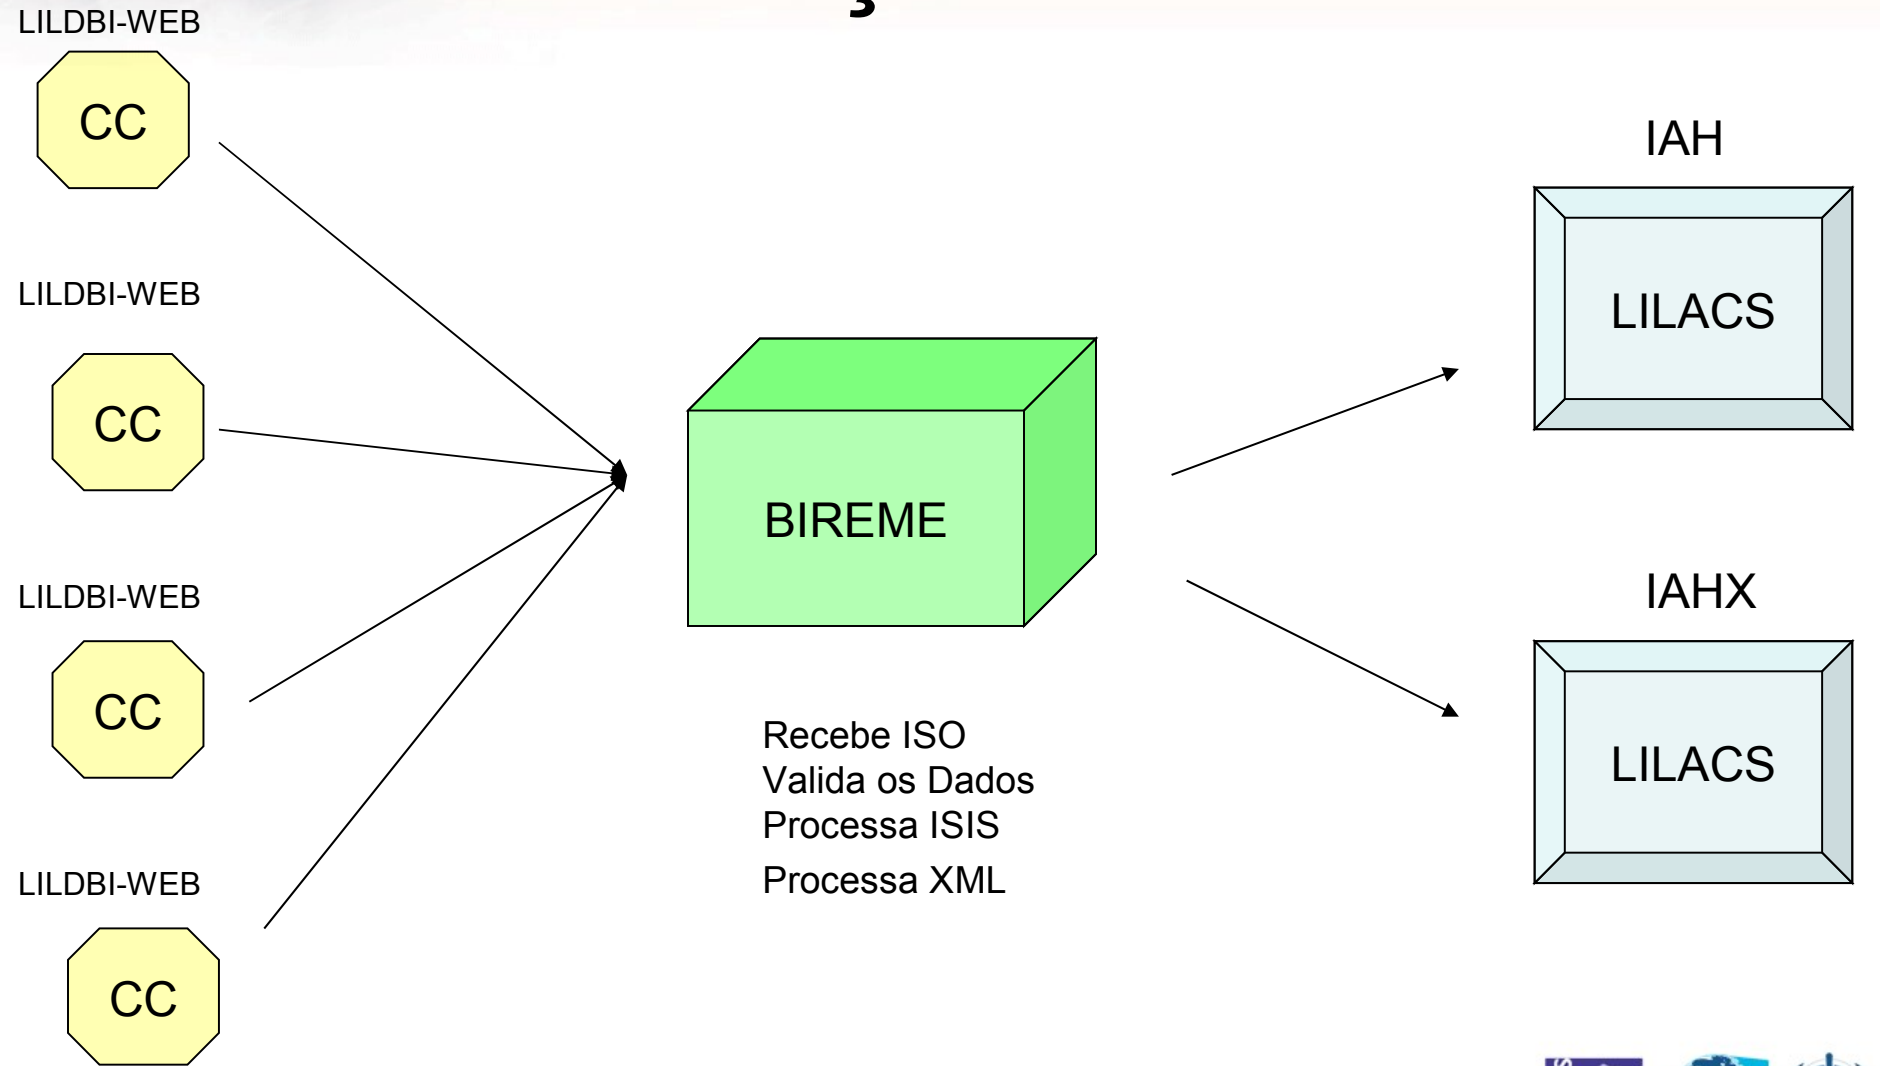 LILDBI-WEB
CC
LILDBI-WEB
CC
LILDBI-WEB
CC
LILDBI-WEB
CC
BIREME
Recebe ISO
Valida os Dados
Processa ISIS
Processa XML
IAH
LILACS
IAHX
LILACS